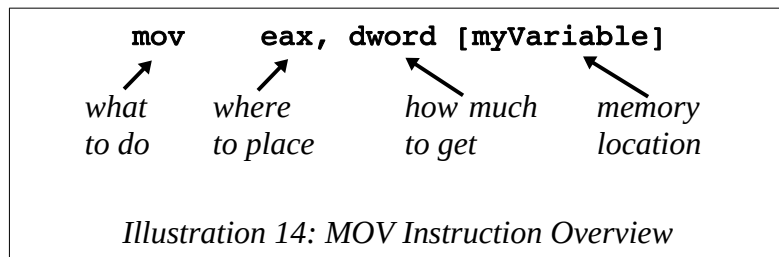 mov eax, dword [myVariable]
what where how much memory
to do to place to get location
Illustration 14: MOV Instruction Overview